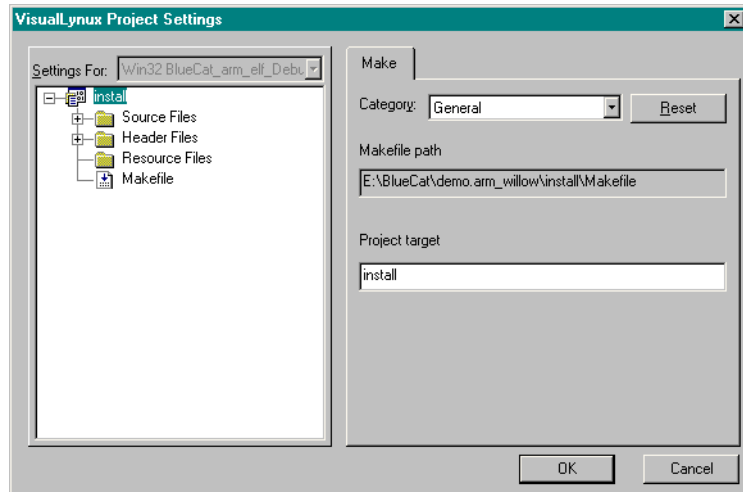 VisualLynux Project Settings
Settings For: Win32 BlueCat_arm_elf_Debu
install
Source Files
Header Files
Resource Files
Makefile
Make
Category: General
Reset
Makefile path
E:\BlueCat\demo.arm_willow\install\Makefile
Project target
install
OK
Cancel